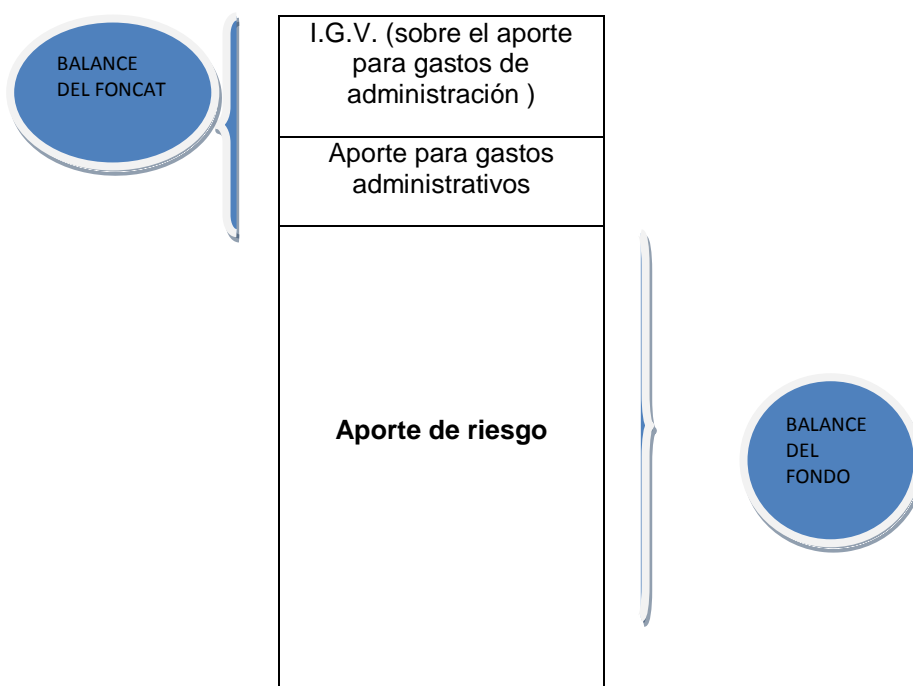 BALANCE
DEL FONCAT
I.G.V. (sobre el aporte
para gastos de
administración )
Aporte para gastos
administrativos
Aporte de riesgo
BALANCE
DEL
FONDO